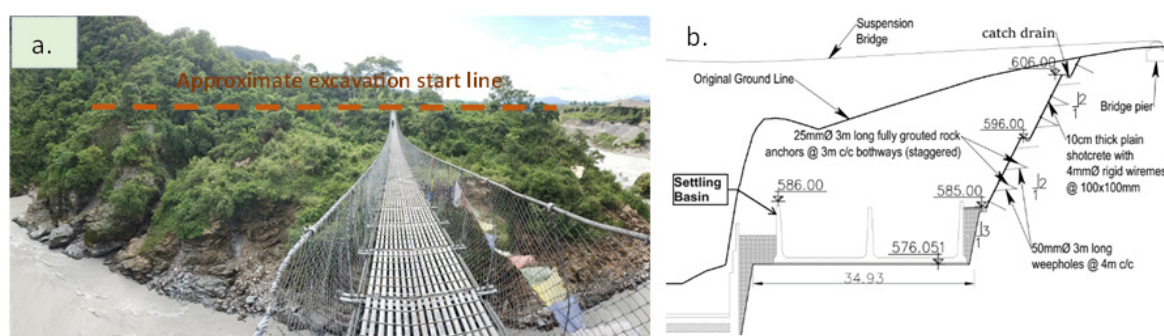 a.
Approximate excavation start line
b.
Suspension
Bridge
catch drain
606.00
Original Ground Line
Bridge pier
2
1
25mmØ 3m long fully grouted rock
anchors @ 3m c/c bothways (staggered)
596.00
10cm thick plain
shotcrete with
4mmØ rigid wiremes
@ 100x100mm
Settling
Basin
586.00
585.00
2
1
3
1
576.051
50mmØ 3m long
weepholes @ 4m c/c
34.93